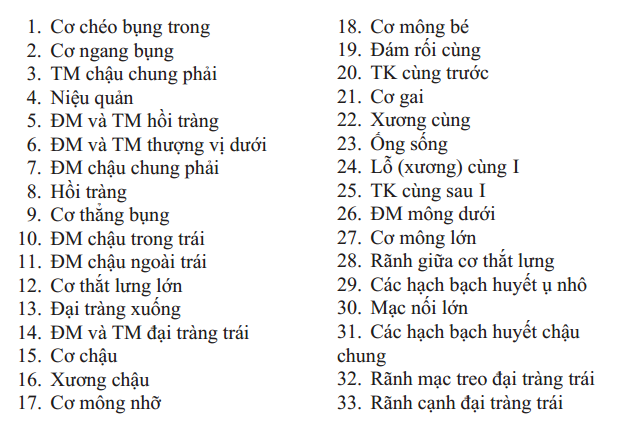 1. Cơ chéo bụng trong
2. Cơ ngang bụng
3. TM chậu chung phải
4. Niệu quản
5. ĐM và TM hồi tràng
6. ĐM và TM thượng vị dưới
7. ĐM chậu chung phải
8. Hồi tràng
9. Cơ thẳng bụng
10. ĐM chậu trong trái
11. ĐM chậu ngoài trái
12. Cơ thắt lưng lớn
13. Đại tràng xuống
14. ĐM và TM đại tràng trái
15. Cơ chậu
16. Xương chậu
17. Cơ mông nhỡ
18. Cơ mông bé
19. Đám rối cùng
20. TK cùng trước
21. Cơ gai
22. Xương cùng
23. Ống sống
24. Lỗ (xương) cùng I
25. TK cùng sau I
26. ĐM mông dưới
27. Cơ mông lớn
28. Rãnh giữa cơ thắt lưng
29. Các hạch bạch huyết ụ nhô
30. Mạc nối lớn
31. Các hạch bạch huyết chậu
chung
32. Rãnh mạc treo đại tràng trái
33. Rãnh cạnh đại tràng trái